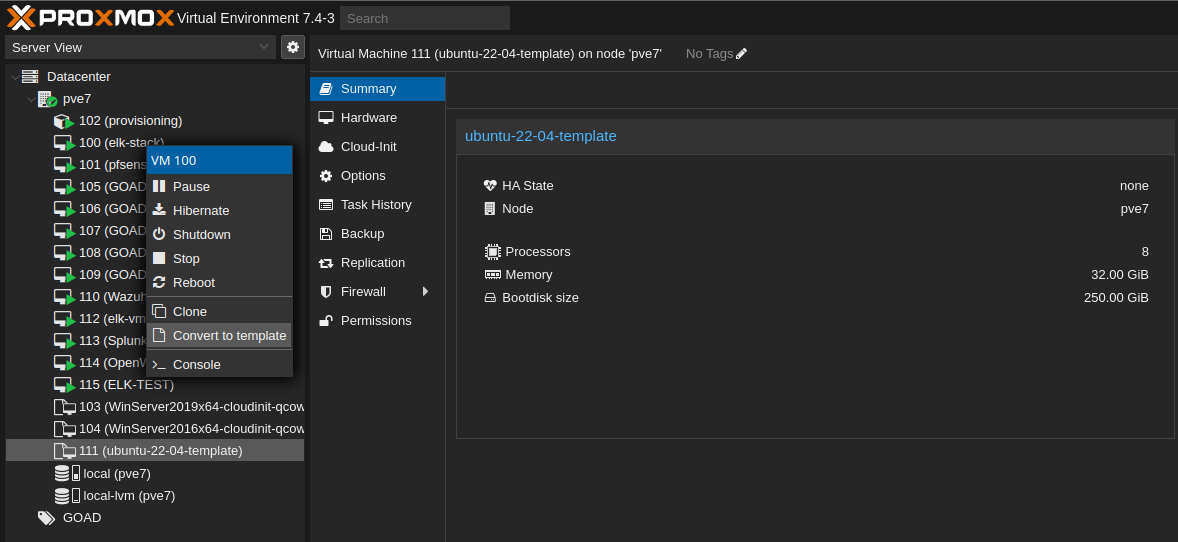 PROXMOX Virtual Environment 7.4-3 Search
Server View
Datacenter
pve7
102 (provisioning)
100 (elk-stack)
101 (pfsens
105 (GOAD
106 (GOAD
107 (GOAD
108 (GOAD
109 (GOAD
110 (Wazuh
112 (elk-vm
113 (Splunk
114 (OpenV
115 (ELK-TEST)
103 (WinServer2019x64-cloudinit-qcow
104 (WinServer2016x64-cloudinit-qcow
111 (ubuntu-22-04-template)
local (pve7)
local-lvm (pve7)
GOAD
VM 100
Pause
Hibernate
Shutdown
Stop
Reboot
Clone
Convert to template
Console
Virtual Machine 111 (ubuntu-22-04-template) on node 'pve7' No Tags
Summary
Hardware
Cloud-Init
Options
Task History
Backup
Replication
Firewall
Permissions
ubuntu-22-04-template
HA State none
Node pve7
Processors 8
Memory 32.00 GiB
Bootdisk size 250.00 GiB